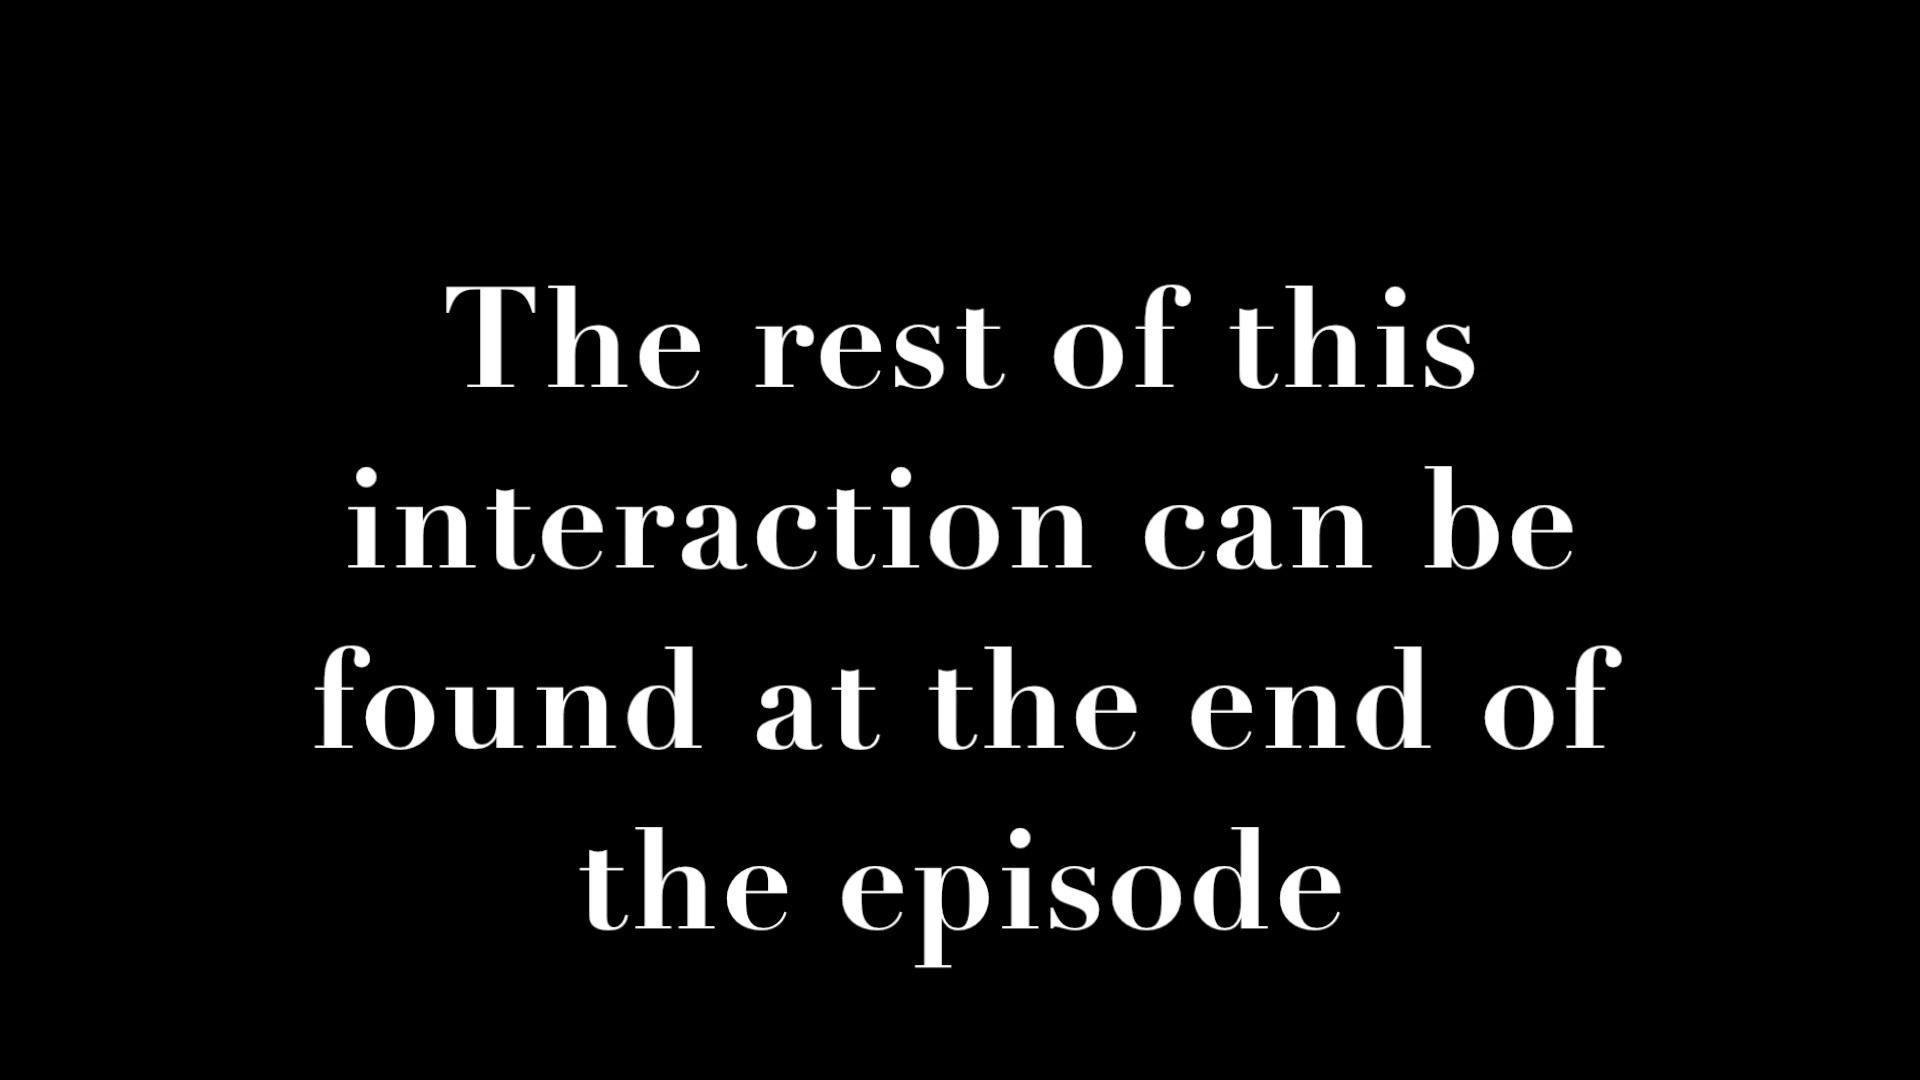 The rest of this
interaction can be
found at the end of
the episode